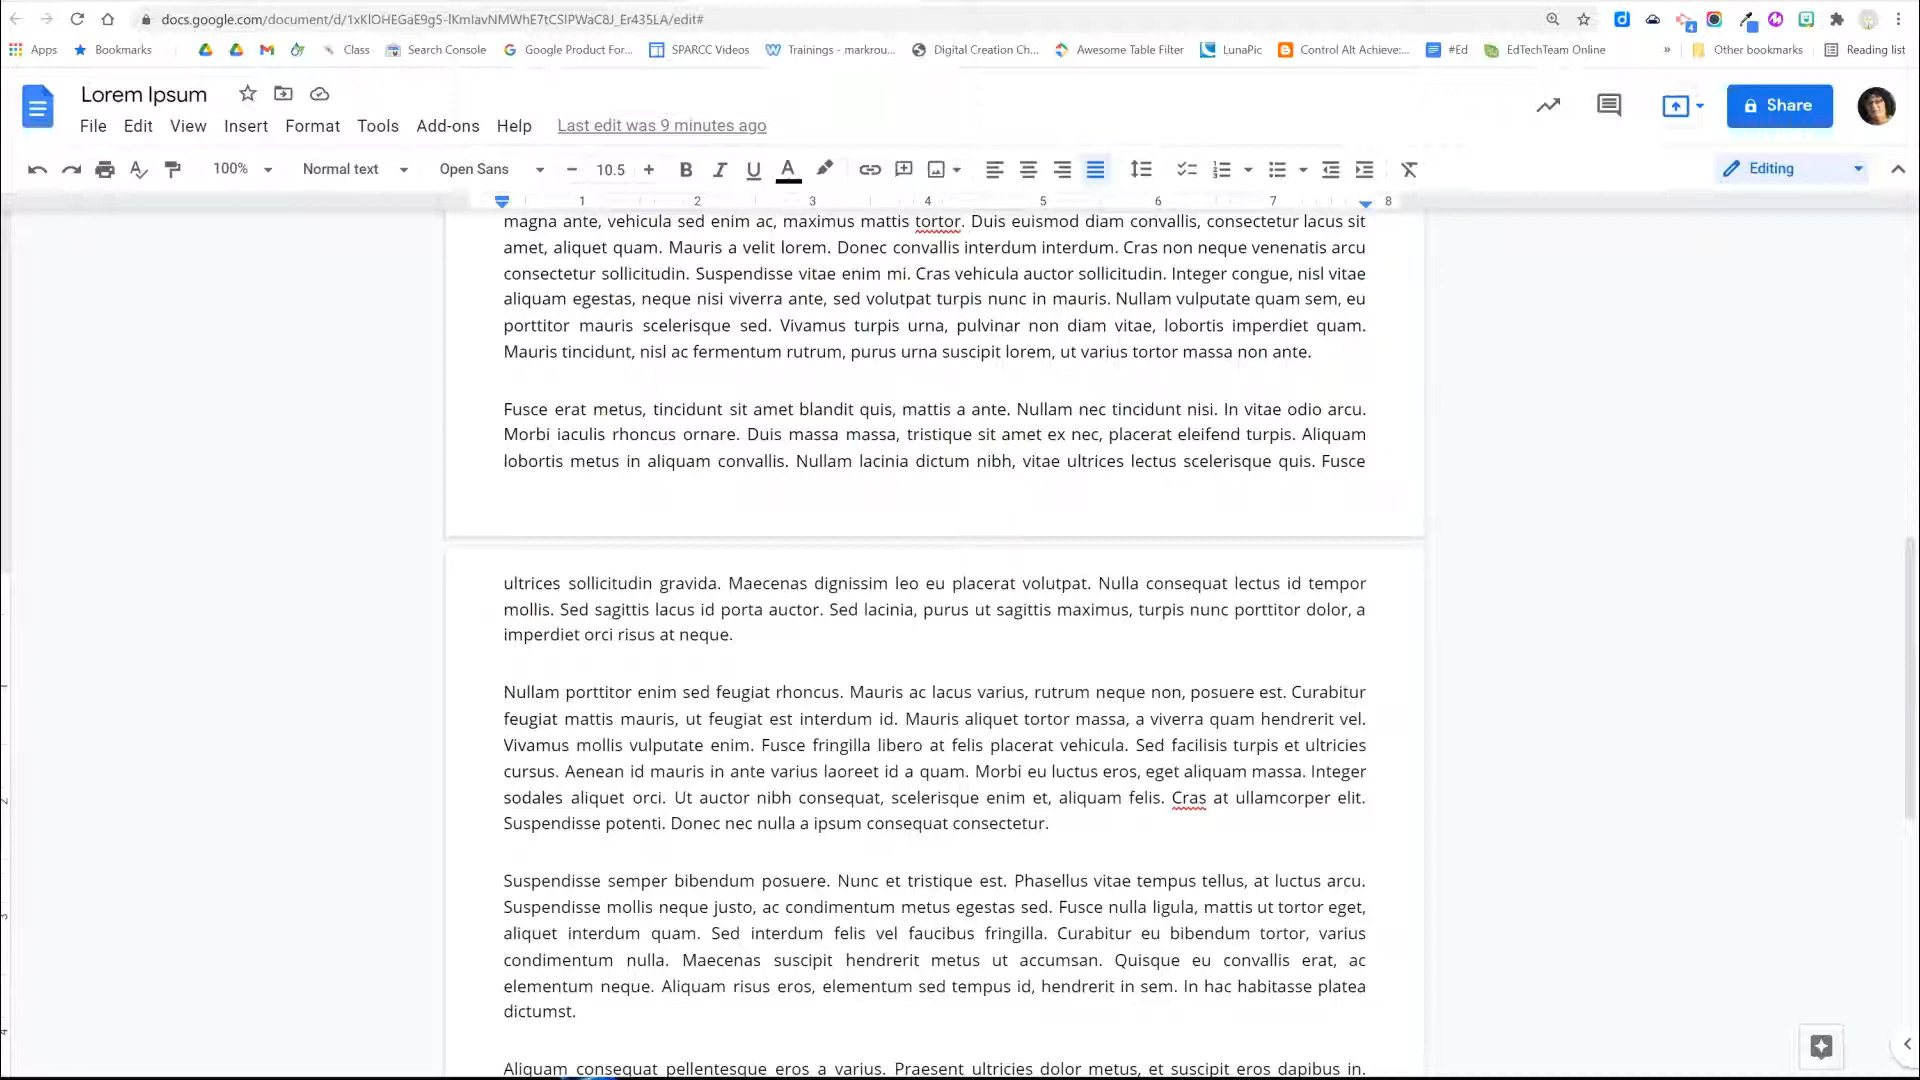 docs.google.com/document/d/1xKlOHEGaE9g5-lKmIavNMWhE7tCSlPWaC8J_Er435LA/edit#
Apps Bookmarks Class Search Console Google Product For... SPARCC Videos Trainings - markrou... Digital Creation Ch... Awesome Table Filter LunaPic Control Alt Achieve:... #Ed EdTechTeam Online » Other bookmarks Reading list
Lorem Ipsum
File Edit View Insert Format Tools Add-ons Help Last edit was 9 minutes ago
Share
100% Normal text Open Sans 10.5 Editing
1 2 3 4 5 6 7 8
magna ante, vehicula sed enim ac, maximus mattis tortor. Duis euismod diam convallis, consectetur lacus sit
amet, aliquet quam. Mauris a velit lorem. Donec convallis interdum interdum. Cras non neque venenatis arcu
consectetur sollicitudin. Suspendisse vitae enim mi. Cras vehicula auctor sollicitudin. Integer congue, nisl vitae
aliquam egestas, neque nisi viverra ante, sed volutpat turpis nunc in mauris. Nullam vulputate quam sem, eu
porttitor mauris scelerisque sed. Vivamus turpis urna, pulvinar non diam vitae, lobortis imperdiet quam.
Mauris tincidunt, nisl ac fermentum rutrum, purus urna suscipit lorem, ut varius tortor massa non ante.
Fusce erat metus, tincidunt sit amet blandit quis, mattis a ante. Nullam nec tincidunt nisi. In vitae odio arcu.
Morbi iaculis rhoncus ornare. Duis massa massa, tristique sit amet ex nec, placerat eleifend turpis. Aliquam
lobortis metus in aliquam convallis. Nullam lacinia dictum nibh, vitae ultrices lectus scelerisque quis. Fusce
ultrices sollicitudin gravida. Maecenas dignissim leo eu placerat volutpat. Nulla consequat lectus id tempor
mollis. Sed sagittis lacus id porta auctor. Sed lacinia, purus ut sagittis maximus, turpis nunc porttitor dolor, a
imperdiet orci risus at neque.
Nullam porttitor enim sed feugiat rhoncus. Mauris ac lacus varius, rutrum neque non, posuere est. Curabitur
feugiat mattis mauris, ut feugiat est interdum id. Mauris aliquet tortor massa, a viverra quam hendrerit vel.
Vivamus mollis vulputate enim. Fusce fringilla libero at felis placerat vehicula. Sed facilisis turpis et ultricies
cursus. Aenean id mauris in ante varius laoreet id a quam. Morbi eu luctus eros, eget aliquam massa. Integer
sodales aliquet orci. Ut auctor nibh consequat, scelerisque enim et, aliquam felis. Cras at ullamcorper elit.
Suspendisse potenti. Donec nec nulla a ipsum consequat consectetur.
Suspendisse semper bibendum posuere. Nunc et tristique est. Phasellus vitae tempus tellus, at luctus arcu.
Suspendisse mollis neque justo, ac condimentum metus egestas sed. Fusce nulla ligula, mattis ut tortor eget,
aliquet interdum quam. Sed interdum felis vel faucibus fringilla. Curabitur eu bibendum tortor, varius
condimentum nulla. Maecenas suscipit hendrerit metus ut accumsan. Quisque eu convallis erat, ac
elementum neque. Aliquam risus eros, elementum sed tempus id, hendrerit in sem. In hac habitasse platea
dictumst.
Aliquam consequat pellentesque eros a varius. Praesent ultricies dolor metus, et suscipit eros dapibus in.